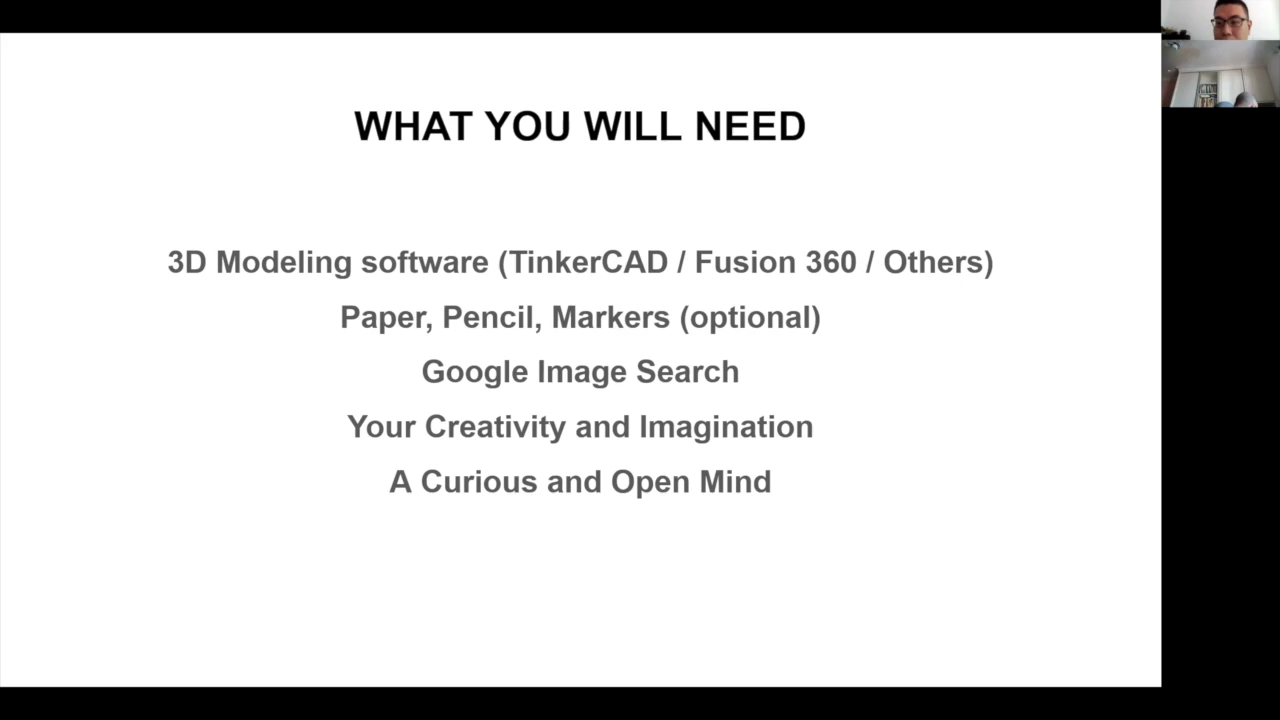 WHAT YOU WILL NEED
3D Modeling software (TinkerCAD / Fusion 360 / Others)
Paper, Pencil, Markers (optional)
Google Image Search
Your Creativity and Imagination
A Curious and Open Mind